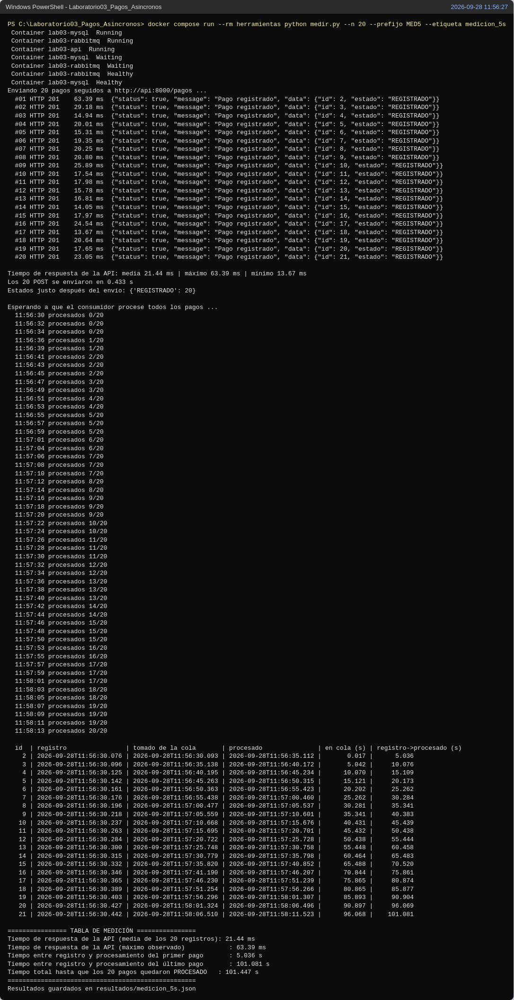 Windows PowerShell - Laboratorio03_Pagos_Asincronos 2026-09-28 11:56:27
PS C:\Laboratorio03_Pagos_Asincronos> docker compose run --rm herramientas python medir.py --n 20 --prefijo MED5 --etiqueta medicion_5s
Container lab03-mysql  Running
Container lab03-rabbitmq  Running
Container lab03-api  Running
Container lab03-mysql  Waiting
Container lab03-rabbitmq  Waiting
Container lab03-rabbitmq  Healthy
Container lab03-mysql  Healthy
Enviando 20 pagos seguidos a http://api:8000/pagos ...
#01 HTTP 201    63.39 ms  {"status": true, "message": "Pago registrado", "data": {"id": 2, "estado": "REGISTRADO"}}
#02 HTTP 201    29.18 ms  {"status": true, "message": "Pago registrado", "data": {"id": 3, "estado": "REGISTRADO"}}
#03 HTTP 201    14.94 ms  {"status": true, "message": "Pago registrado", "data": {"id": 4, "estado": "REGISTRADO"}}
#04 HTTP 201    20.01 ms  {"status": true, "message": "Pago registrado", "data": {"id": 5, "estado": "REGISTRADO"}}
#05 HTTP 201    15.31 ms  {"status": true, "message": "Pago registrado", "data": {"id": 6, "estado": "REGISTRADO"}}
#06 HTTP 201    19.35 ms  {"status": true, "message": "Pago registrado", "data": {"id": 7, "estado": "REGISTRADO"}}
#07 HTTP 201    20.25 ms  {"status": true, "message": "Pago registrado", "data": {"id": 8, "estado": "REGISTRADO"}}
#08 HTTP 201    20.80 ms  {"status": true, "message": "Pago registrado", "data": {"id": 9, "estado": "REGISTRADO"}}
#09 HTTP 201    25.89 ms  {"status": true, "message": "Pago registrado", "data": {"id": 10, "estado": "REGISTRADO"}}
#10 HTTP 201    17.54 ms  {"status": true, "message": "Pago registrado", "data": {"id": 11, "estado": "REGISTRADO"}}
#11 HTTP 201    17.98 ms  {"status": true, "message": "Pago registrado", "data": {"id": 12, "estado": "REGISTRADO"}}
#12 HTTP 201    15.78 ms  {"status": true, "message": "Pago registrado", "data": {"id": 13, "estado": "REGISTRADO"}}
#13 HTTP 201    16.81 ms  {"status": true, "message": "Pago registrado", "data": {"id": 14, "estado": "REGISTRADO"}}
#14 HTTP 201    14.05 ms  {"status": true, "message": "Pago registrado", "data": {"id": 15, "estado": "REGISTRADO"}}
#15 HTTP 201    17.97 ms  {"status": true, "message": "Pago registrado", "data": {"id": 16, "estado": "REGISTRADO"}}
#16 HTTP 201    24.54 ms  {"status": true, "message": "Pago registrado", "data": {"id": 17, "estado": "REGISTRADO"}}
#17 HTTP 201    13.67 ms  {"status": true, "message": "Pago registrado", "data": {"id": 18, "estado": "REGISTRADO"}}
#18 HTTP 201    20.64 ms  {"status": true, "message": "Pago registrado", "data": {"id": 19, "estado": "REGISTRADO"}}
#19 HTTP 201    17.65 ms  {"status": true, "message": "Pago registrado", "data": {"id": 20, "estado": "REGISTRADO"}}
#20 HTTP 201    23.05 ms  {"status": true, "message": "Pago registrado", "data": {"id": 21, "estado": "REGISTRADO"}}
Tiempo de respuesta de la API: media 21.44 ms | máximo 63.39 ms | mínimo 13.67 ms
Los 20 POST se enviaron en 0.433 s
Estados justo después del envío: {'REGISTRADO': 20}
Esperando a que el consumidor procese todos los pagos ...
11:56:30 procesados 0/20
11:56:32 procesados 0/20
11:56:34 procesados 0/20
11:56:36 procesados 1/20
11:56:39 procesados 1/20
11:56:41 procesados 2/20
11:56:43 procesados 2/20
11:56:45 procesados 2/20
11:56:47 procesados 3/20
11:56:49 procesados 3/20
11:56:51 procesados 4/20
11:56:53 procesados 4/20
11:56:55 procesados 5/20
11:56:57 procesados 5/20
11:56:59 procesados 5/20
11:57:01 procesados 6/20
11:57:04 procesados 6/20
11:57:06 procesados 7/20
11:57:08 procesados 7/20
11:57:10 procesados 7/20
11:57:12 procesados 8/20
11:57:14 procesados 8/20
11:57:16 procesados 9/20
11:57:18 procesados 9/20
11:57:20 procesados 9/20
11:57:22 procesados 10/20
11:57:24 procesados 10/20
11:57:26 procesados 11/20
11:57:28 procesados 11/20
11:57:30 procesados 11/20
11:57:32 procesados 12/20
11:57:34 procesados 12/20
11:57:36 procesados 13/20
11:57:38 procesados 13/20
11:57:40 procesados 13/20
11:57:42 procesados 14/20
11:57:44 procesados 14/20
11:57:46 procesados 15/20
11:57:48 procesados 15/20
11:57:50 procesados 15/20
11:57:53 procesados 16/20
11:57:55 procesados 16/20
11:57:57 procesados 17/20
11:57:59 procesados 17/20
11:58:01 procesados 17/20
11:58:03 procesados 18/20
11:58:05 procesados 18/20
11:58:07 procesados 19/20
11:58:09 procesados 19/20
11:58:11 procesados 19/20
11:58:13 procesados 20/20
id  | registro                | tomado de la cola       | procesado               | en cola (s) | registro->procesado (s)
2 | 2026-09-28T11:56:30.076 | 2026-09-28T11:56:30.093 | 2026-09-28T11:56:35.112 |       0.017 |      5.036
3 | 2026-09-28T11:56:30.096 | 2026-09-28T11:56:35.138 | 2026-09-28T11:56:40.172 |       5.042 |     10.076
4 | 2026-09-28T11:56:30.125 | 2026-09-28T11:56:40.195 | 2026-09-28T11:56:45.234 |      10.070 |     15.109
5 | 2026-09-28T11:56:30.142 | 2026-09-28T11:56:45.263 | 2026-09-28T11:56:50.315 |      15.121 |     20.173
6 | 2026-09-28T11:56:30.161 | 2026-09-28T11:56:50.363 | 2026-09-28T11:56:55.423 |      20.202 |     25.262
7 | 2026-09-28T11:56:30.176 | 2026-09-28T11:56:55.438 | 2026-09-28T11:57:00.460 |      25.262 |     30.284
8 | 2026-09-28T11:56:30.196 | 2026-09-28T11:57:00.477 | 2026-09-28T11:57:05.537 |      30.281 |     35.341
9 | 2026-09-28T11:56:30.218 | 2026-09-28T11:57:05.559 | 2026-09-28T11:57:10.601 |      35.341 |     40.383
10 | 2026-09-28T11:56:30.237 | 2026-09-28T11:57:10.668 | 2026-09-28T11:57:15.676 |      40.431 |     45.439
11 | 2026-09-28T11:56:30.263 | 2026-09-28T11:57:15.695 | 2026-09-28T11:57:20.701 |      45.432 |     50.438
12 | 2026-09-28T11:56:30.284 | 2026-09-28T11:57:20.722 | 2026-09-28T11:57:25.728 |      50.438 |     55.444
13 | 2026-09-28T11:56:30.300 | 2026-09-28T11:57:25.748 | 2026-09-28T11:57:30.758 |      55.448 |     60.458
14 | 2026-09-28T11:56:30.315 | 2026-09-28T11:57:30.779 | 2026-09-28T11:57:35.798 |      60.464 |     65.483
15 | 2026-09-28T11:56:30.332 | 2026-09-28T11:57:35.820 | 2026-09-28T11:57:40.852 |      65.488 |     70.520
16 | 2026-09-28T11:56:30.346 | 2026-09-28T11:57:41.190 | 2026-09-28T11:57:46.207 |      70.844 |     75.861
17 | 2026-09-28T11:56:30.365 | 2026-09-28T11:57:46.230 | 2026-09-28T11:57:51.239 |      75.865 |     80.874
18 | 2026-09-28T11:56:30.389 | 2026-09-28T11:57:51.254 | 2026-09-28T11:57:56.266 |      80.865 |     85.877
19 | 2026-09-28T11:56:30.403 | 2026-09-28T11:57:56.296 | 2026-09-28T11:58:01.307 |      85.893 |     90.904
20 | 2026-09-28T11:56:30.427 | 2026-09-28T11:58:01.324 | 2026-09-28T11:58:06.496 |      90.897 |     96.069
21 | 2026-09-28T11:56:30.442 | 2026-09-28T11:58:06.510 | 2026-09-28T11:58:11.523 |      96.068 |    101.081
================ TABLA DE MEDICIÓN ================
Tiempo de respuesta de la API (media de los 20 registros): 21.44 ms
Tiempo de respuesta de la API (máximo observado)            : 63.39 ms
Tiempo entre registro y procesamiento del primer pago       : 5.036 s
Tiempo entre registro y procesamiento del último pago       : 101.081 s
Tiempo total hasta que los 20 pagos quedaron PROCESADO   : 101.447 s
===================================================
Resultados guardados en resultados/medicion_5s.json